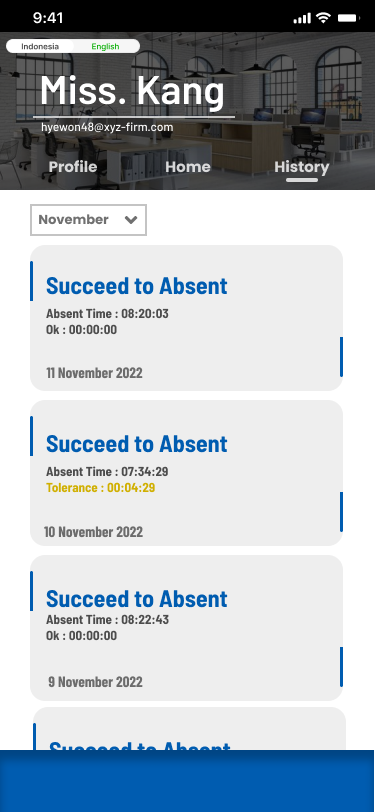 9:41
Indonesia
English
Miss. Kang
hyewon48@xyz-firm.com
Profile
Home
History
November
Succeed to Absent
Absent Time : 08:20:03
Ok : 00:00:00
11 November 2022
Succeed to Absent
Absent Time : 07:34:29
Tolerance : 00:04:29
10 November 2022
Succeed to Absent
Absent Time : 08:22:43
Ok : 00:00:00
9 November 2022
Succeed to Absent